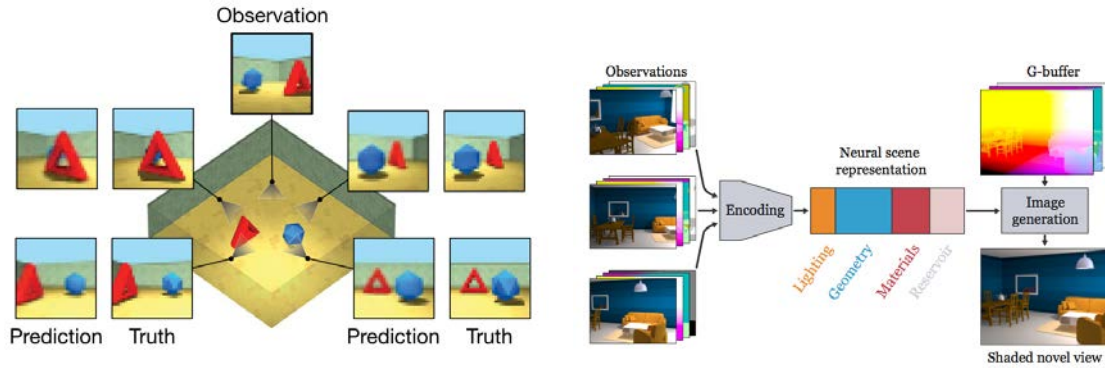 Observation
Prediction
Truth
Prediction
Truth
Observations
Encoding
Neural scene
representation
Lighting
Geometry
Materials
Reservoir
G-buffer
Image
generation
Shaded novel view